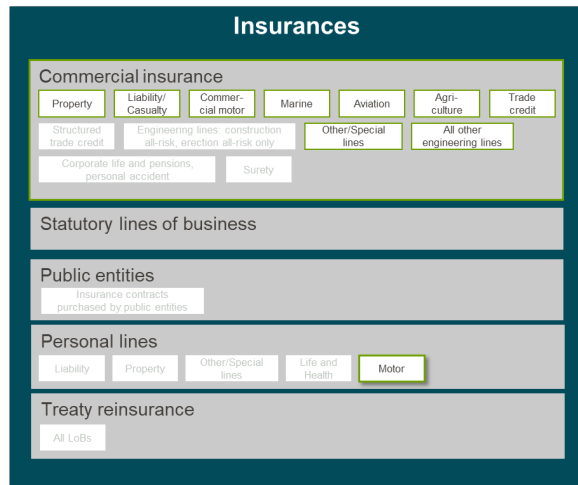 Insurances
Commercial insurance
Property
Liability/
Casualty
Commer-
cial motor
Marine
Aviation
Agri-
culture
Trade
credit
Structured
trade credit
Engineering lines: construction
all-risk, erection all-risk only
Other/Special
lines
All other
engineering lines
Corporate life and pensions,
personal accident
Surety
Statutory lines of business
Public entities
Insurance contracts
purchased by public entities
Personal lines
Liability
Property
Other/Special
lines
Life and
Health
Motor
Treaty reinsurance
All LoBs